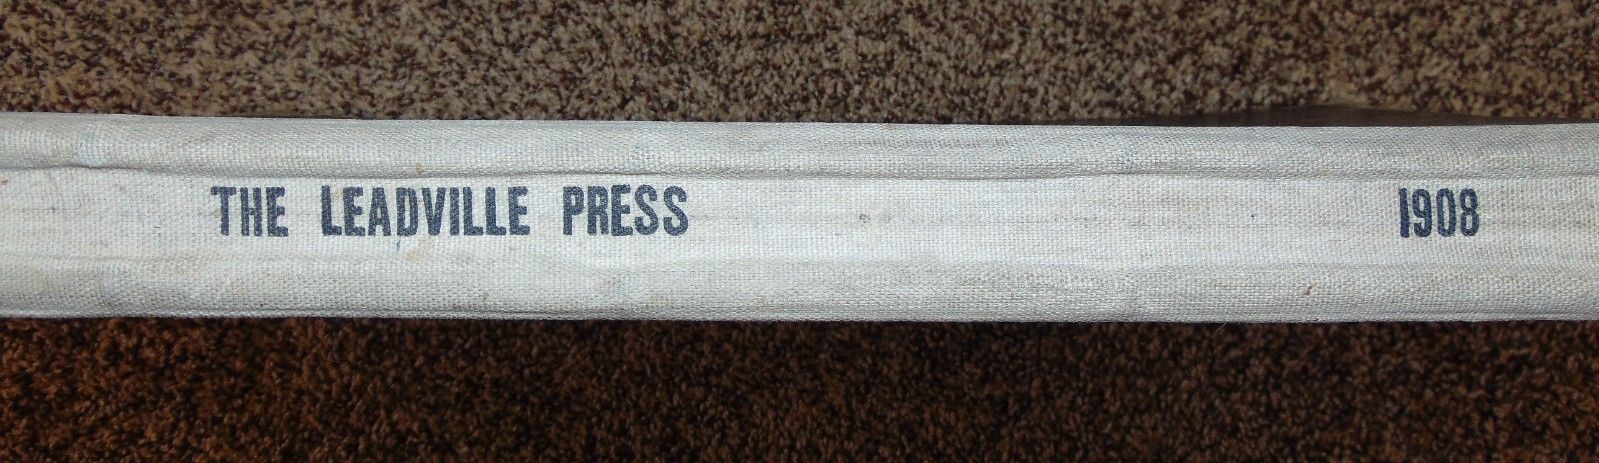 THE LEADVILLE PRESS 1908